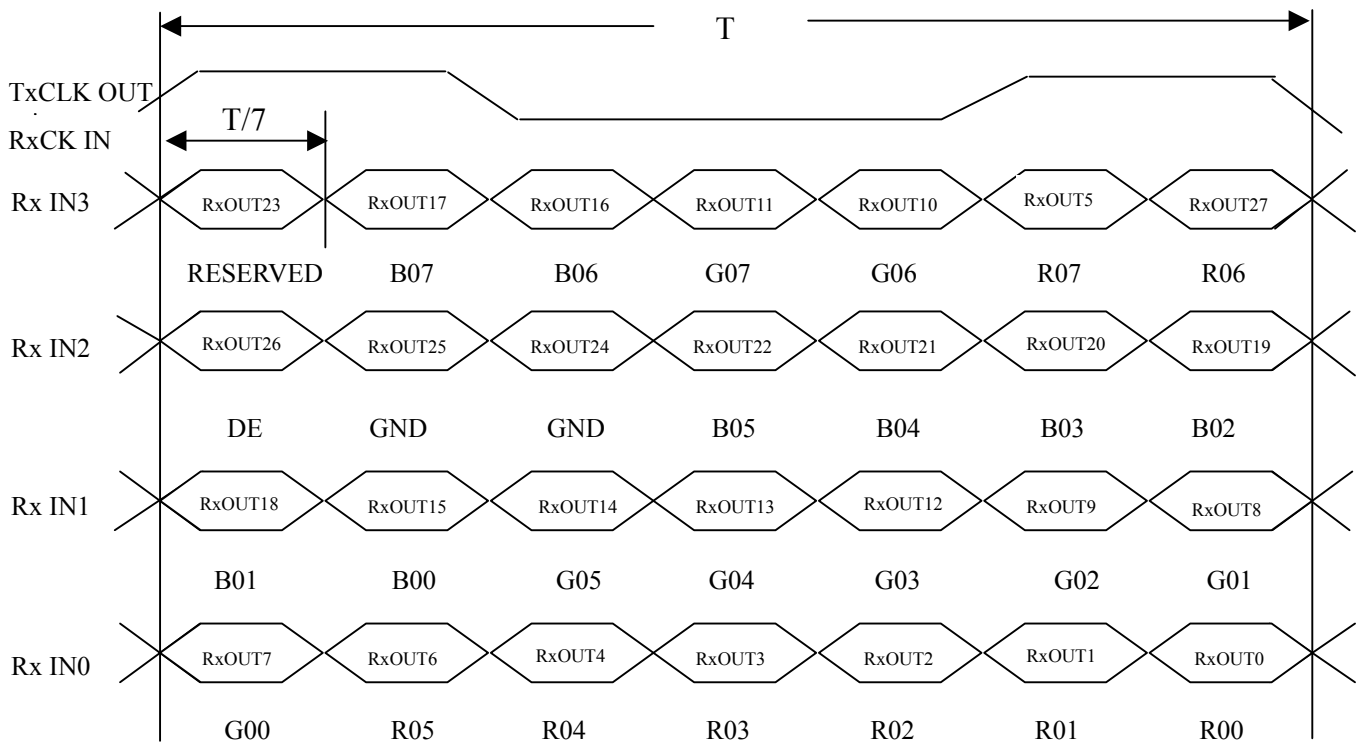 T
TxCLK OUT
RxCK IN
T/7
Rx IN3 RxOUT23 RxOUT17 RxOUT16 RxOUT11 RxOUT10 RxOUT5 RxOUT27
RESERVED B07 B06 G07 G06 R07 R06
Rx IN2 RxOUT26 RxOUT25 RxOUT24 RxOUT22 RxOUT21 RxOUT20 RxOUT19
DE GND GND B05 B04 B03 B02
Rx IN1 RxOUT18 RxOUT15 RxOUT14 RxOUT13 RxOUT12 RxOUT9 RxOUT8
B01 B00 G05 G04 G03 G02 G01
Rx IN0 RxOUT7 RxOUT6 RxOUT4 RxOUT3 RxOUT2 RxOUT1 RxOUT0
G00 R05 R04 R03 R02 R01 R00